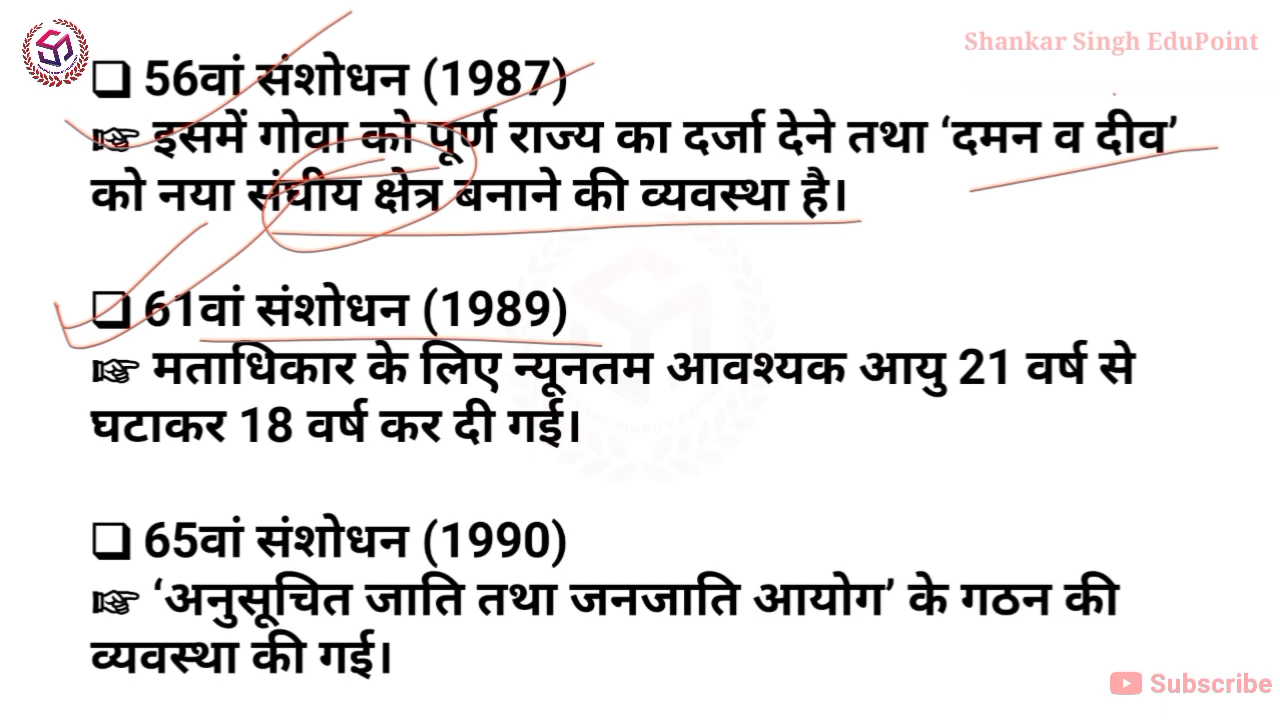 Shankar Singh EduPoint
❑ 56वां संशोधन (1987)
☞ इसमें गोवा को पूर्ण राज्य का दर्जा देने तथा ‘दमन व दीव’
को नया संघीय क्षेत्र बनाने की व्यवस्था है।
❑ 61वां संशोधन (1989)
☞ मताधिकार के लिए न्यूनतम आवश्यक आयु 21 वर्ष से
घटाकर 18 वर्ष कर दी गई।
❑ 65वां संशोधन (1990)
☞ ‘अनुसूचित जाति तथा जनजाति आयोग’ के गठन की
व्यवस्था की गई।
Subscribe